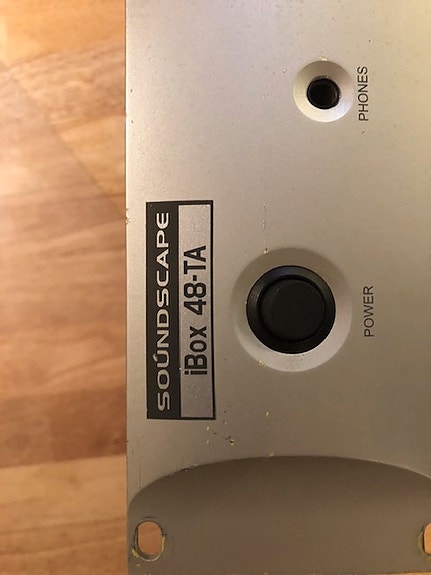 SOUNDSCAPE
iBox 48-TA
POWER
PHONES